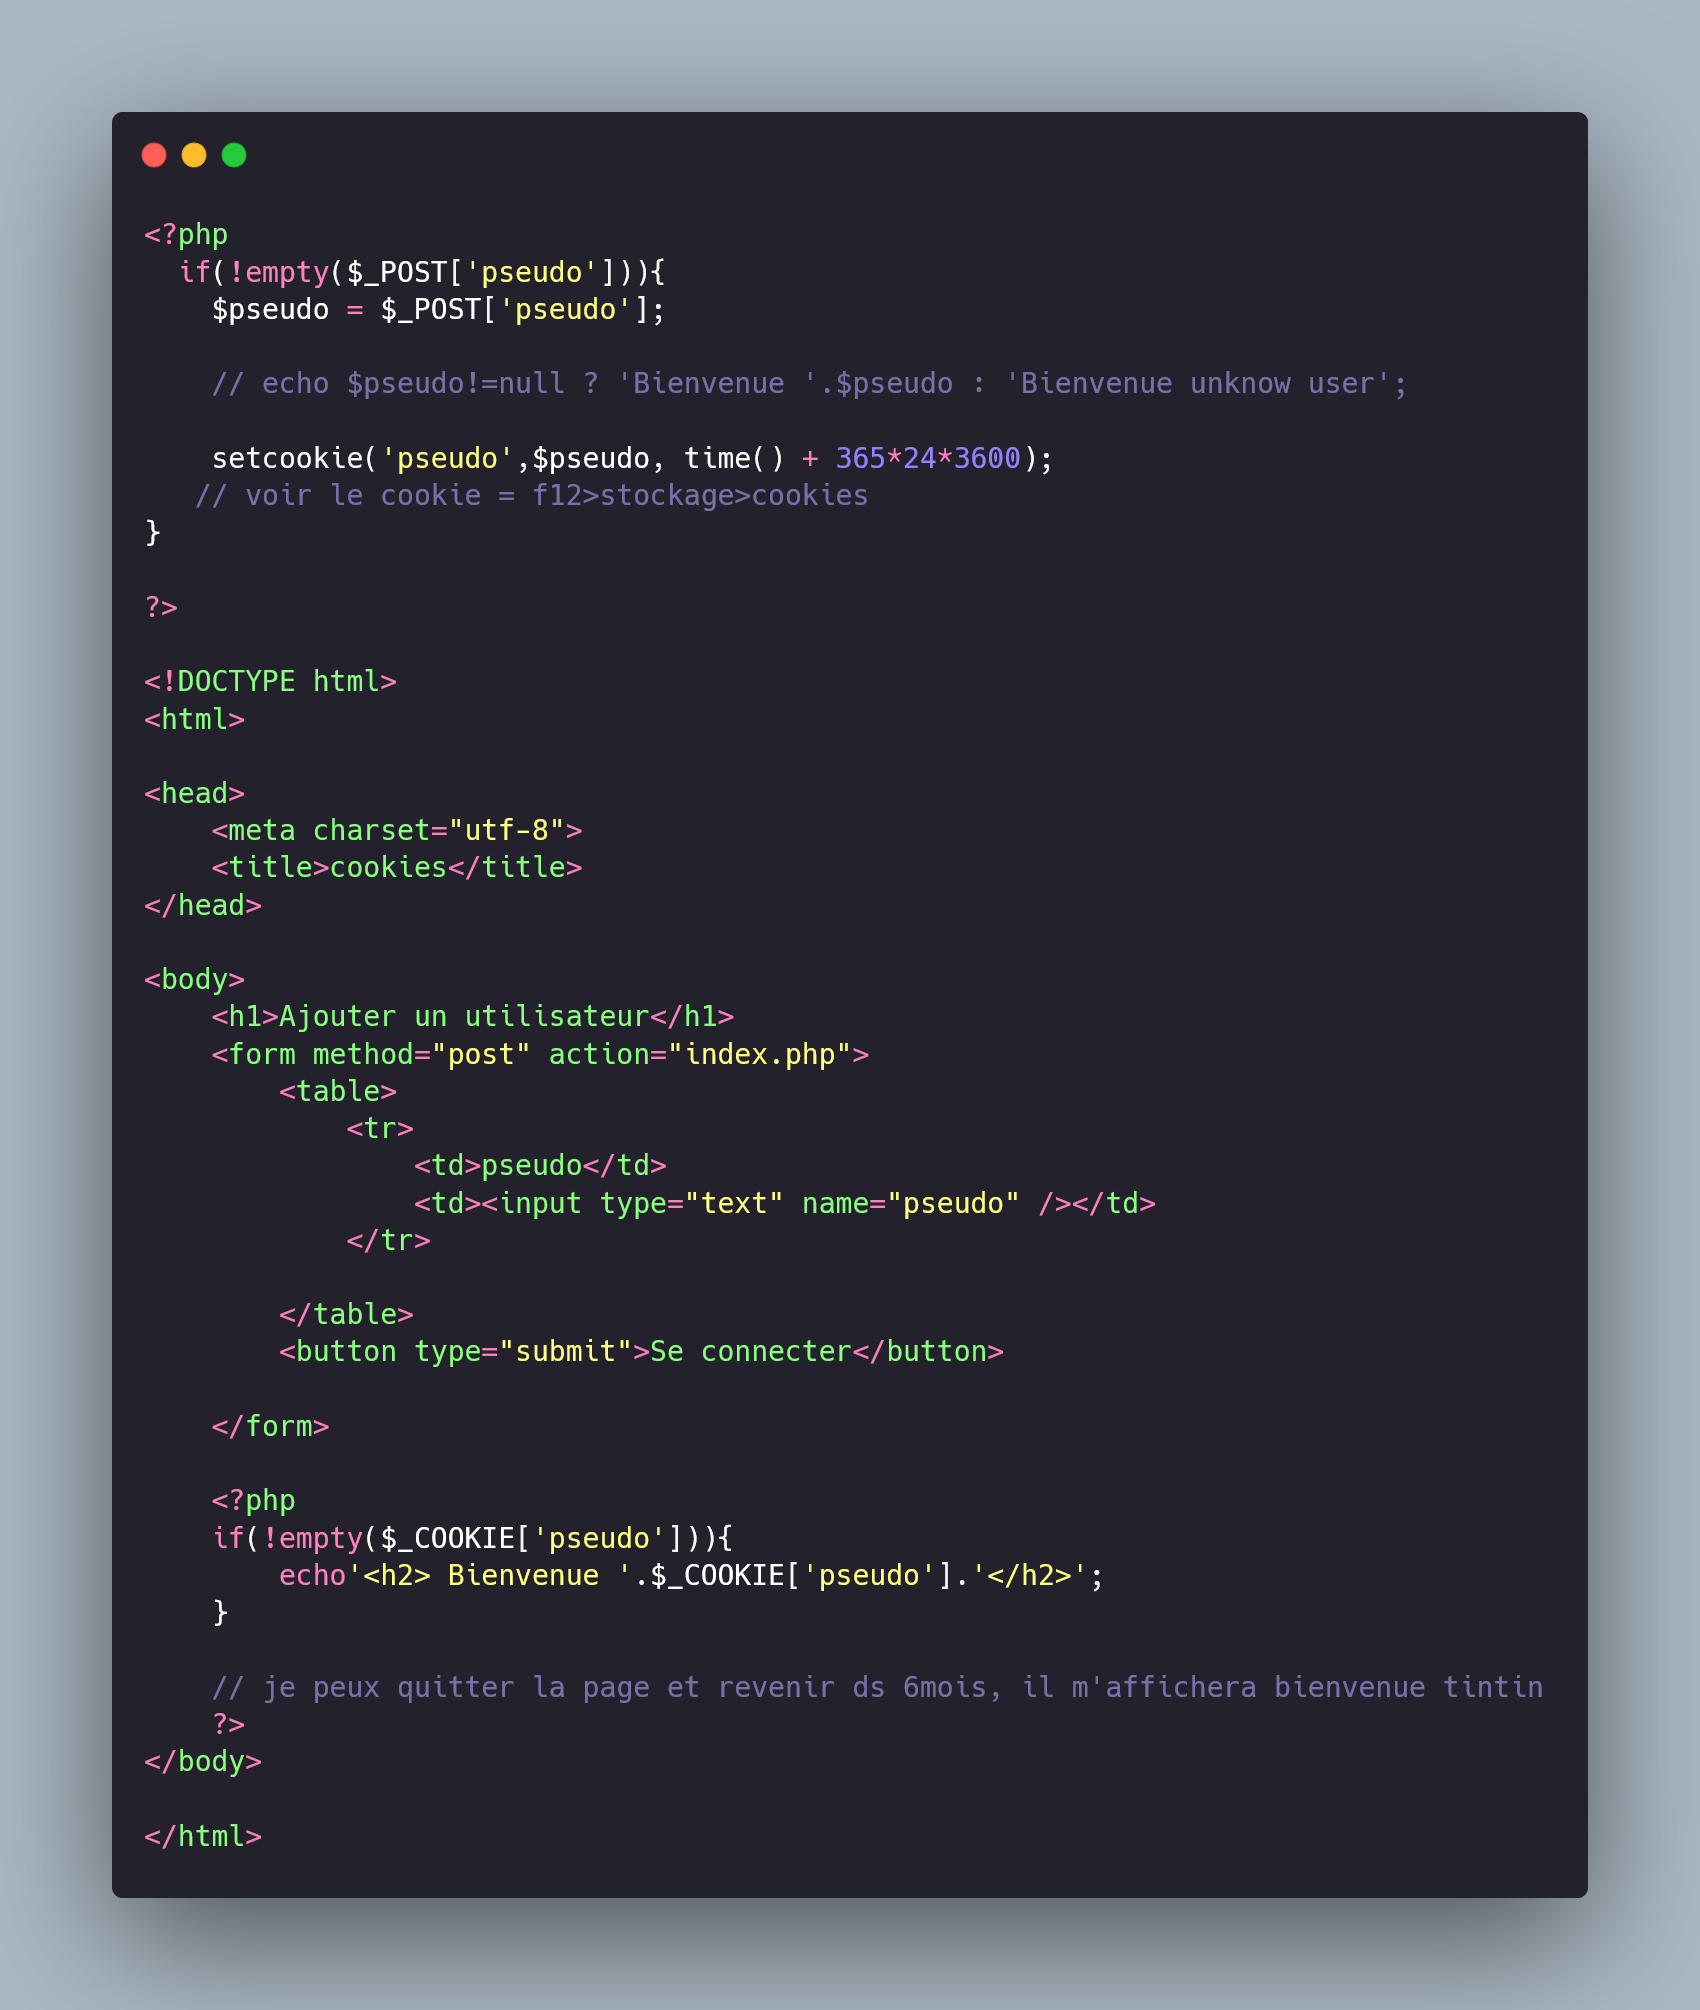 <?php
  if(!empty($_POST['pseudo'])){
    $pseudo = $_POST['pseudo'];
    // echo $pseudo!=null ? 'Bienvenue '.$pseudo : 'Bienvenue unknow user';
    setcookie('pseudo',$pseudo, time() + 365*24*3600);
   // voir le cookie = f12>stockage>cookies
}
?>
<!DOCTYPE html>
<html>
<head>
    <meta charset="utf-8">
    <title>cookies</title>
</head>
<body>
    <h1>Ajouter un utilisateur</h1>
    <form method="post" action="index.php">
        <table>
            <tr>
                <td>pseudo</td>
                <td><input type="text" name="pseudo" /></td>
            </tr>
        </table>
        <button type="submit">Se connecter</button>
    </form>
    <?php
    if(!empty($_COOKIE['pseudo'])){
        echo'<h2> Bienvenue '.$_COOKIE['pseudo'].'</h2>';
    }
    // je peux quitter la page et revenir ds 6mois, il m'affichera bienvenue tintin
    ?>
</body>
</html>